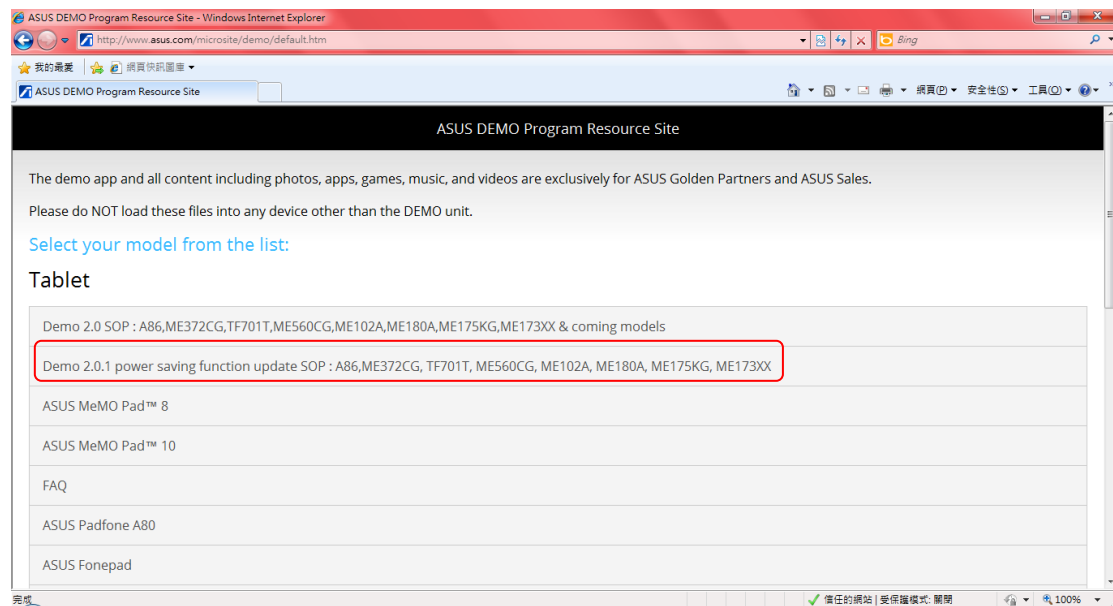 ASUS DEMO Program Resource Site - Windows Internet Explorer
http://www.asus.com/microsite/demo/default.htm
Bing
我的最愛 網頁快訊圖庫
ASUS DEMO Program Resource Site
網頁(P) 安全性(S) 工具(O)
ASUS DEMO Program Resource Site
The demo app and all content including photos, apps, games, music, and videos are exclusively for ASUS Golden Partners and ASUS Sales.
Please do NOT load these files into any device other than the DEMO unit.
Select your model from the list:
Tablet
Demo 2.0 SOP : A86,ME372CG,TF701T,ME560CG,ME102A,ME180A,ME175KG,ME173XX & coming models
Demo 2.0.1 power saving function update SOP : A86,ME372CG, TF701T, ME560CG, ME102A, ME180A, ME175KG, ME173XX
ASUS MeMO Pad™ 8
ASUS MeMO Pad™ 10
FAQ
ASUS Padfone A80
ASUS Fonepad
完成
信任的網站 | 受保護模式: 關閉
100%